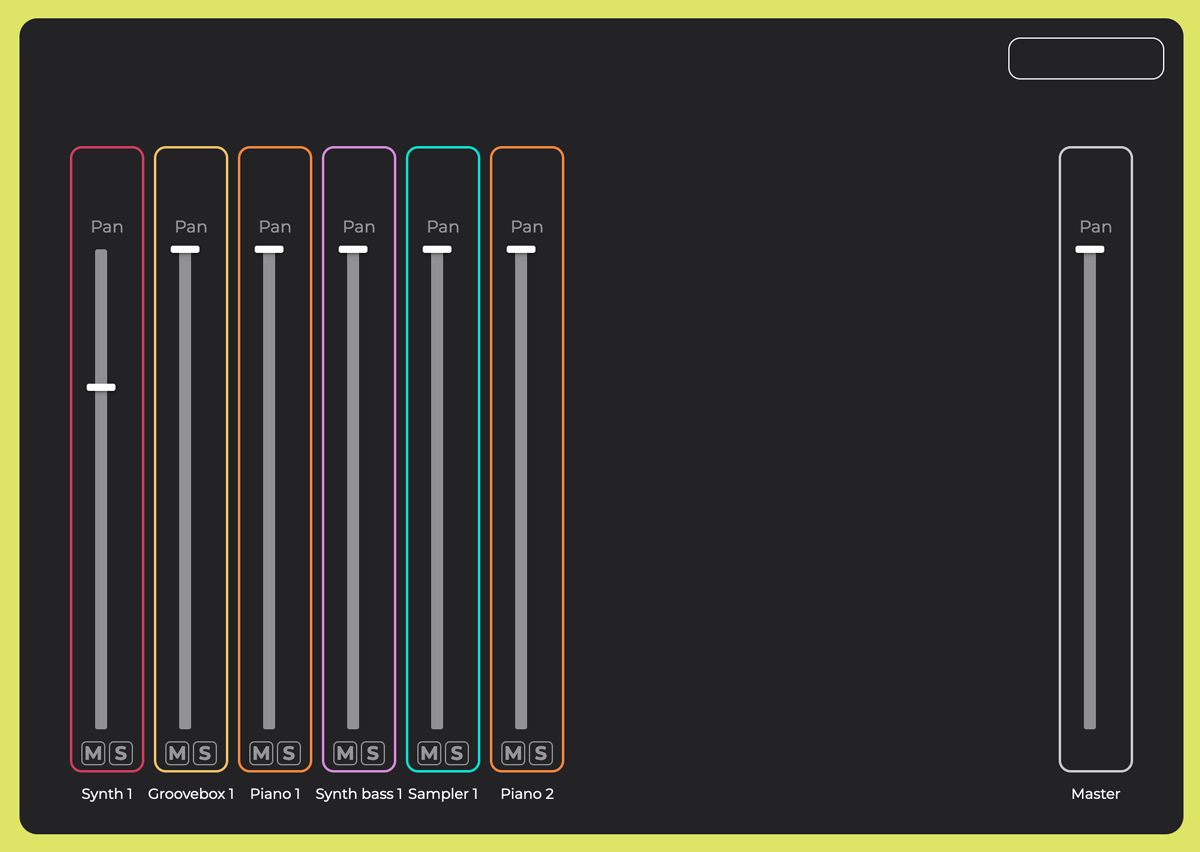 Pan Pan Pan Pan Pan Pan Pan
M S M S M S M S M S M S
Synth 1 Groovebox 1 Piano 1 Synth bass 1 Sampler 1 Piano 2 Master